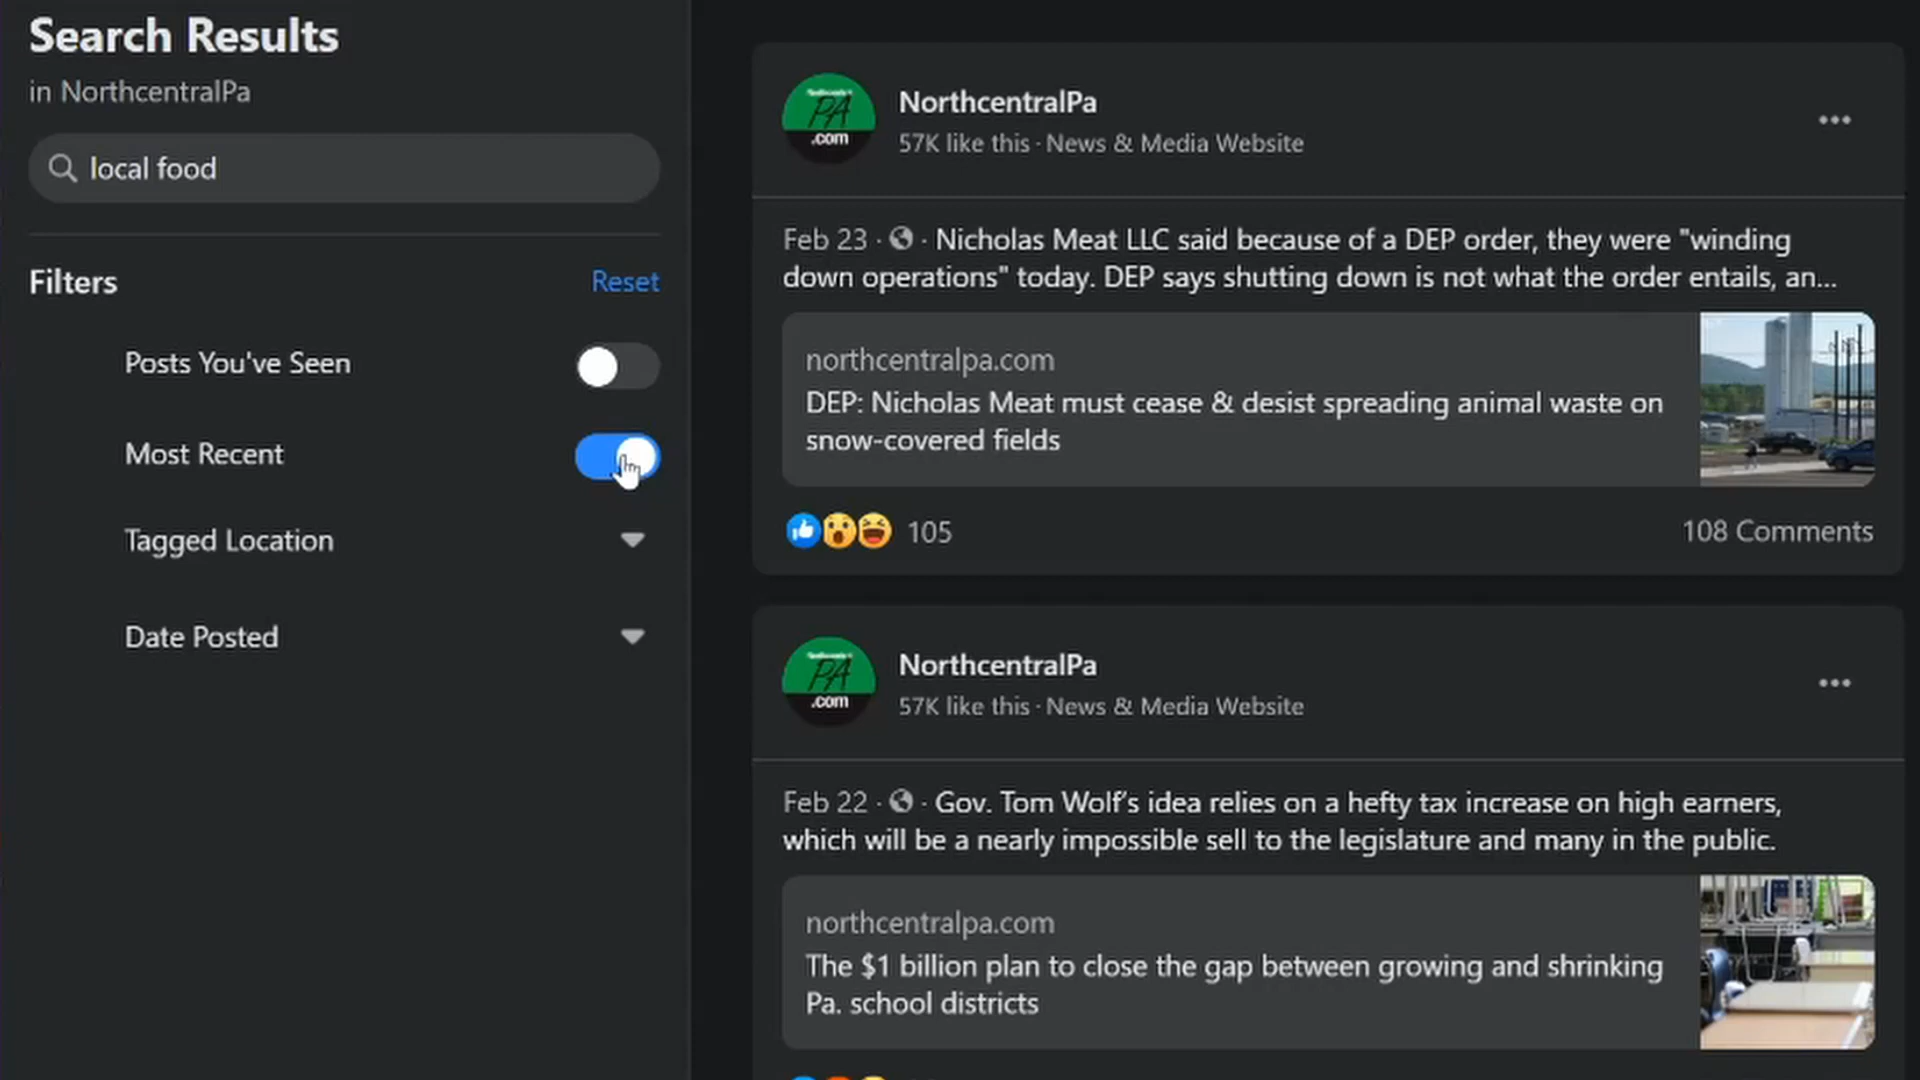 Search Results
in NorthcentralPa
local food
Filters
Reset
Posts You've Seen
Most Recent
Tagged Location
Date Posted
PA
.com
NorthcentralPa
57K like this · News & Media Website
Feb 23 · · Nicholas Meat LLC said because of a DEP order, they were "winding
down operations" today. DEP says shutting down is not what the order entails, an...
northcentralpa.com
DEP: Nicholas Meat must cease & desist spreading animal waste on
snow-covered fields
105
108 Comments
PA
.com
NorthcentralPa
57K like this · News & Media Website
Feb 22 · · Gov. Tom Wolf's idea relies on a hefty tax increase on high earners,
which will be a nearly impossible sell to the legislature and many in the public.
northcentralpa.com
The $1 billion plan to close the gap between growing and shrinking
Pa. school districts